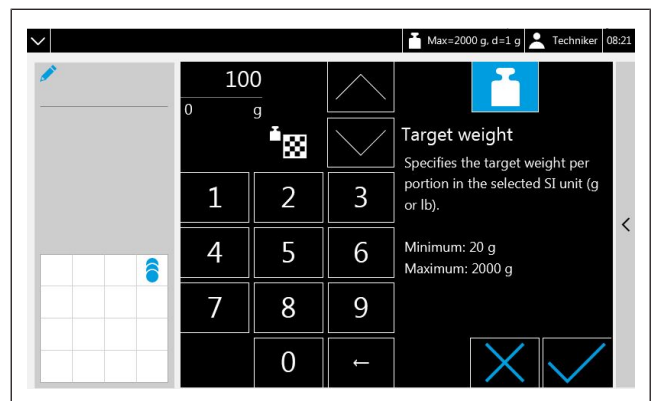 Max=2000 g, d=1 g Techniker 08:21
100
0 g
Target weight
Specifies the target weight per
portion in the selected SI unit (g
or lb).
Minimum: 20 g
Maximum: 2000 g
1 2 3
4 5 6
7 8 9
0 ←